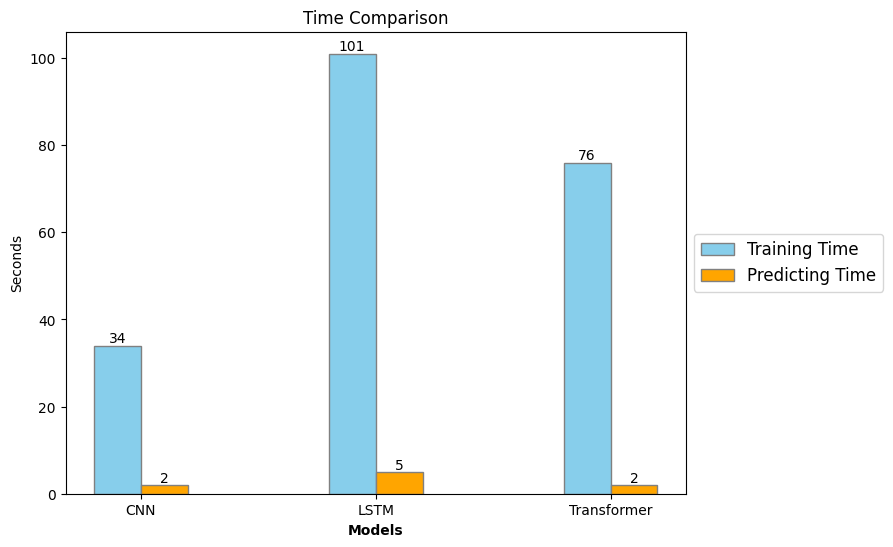 Time Comparison
Seconds
100
80
60
40
20
0
34
2
101
5
76
2
CNN
LSTM
Transformer
Models
Training Time
Predicting Time